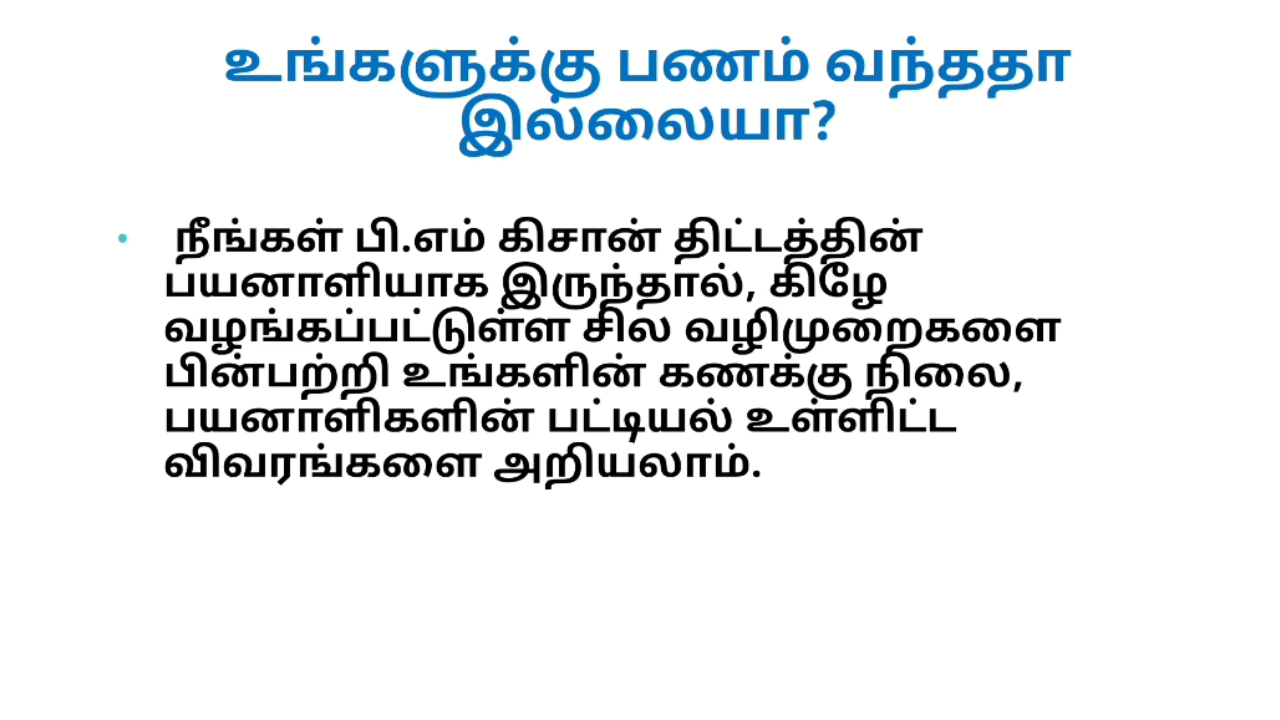 உங்களுக்கு பணம் வந்ததா
இல்லையா?
• நீங்கள் பி.எம் கிசான் திட்டத்தின்
பயனாளியாக இருந்தால், கிழே
வழங்கப்பட்டுள்ள சில வழிமுறைகளை
பின்பற்றி உங்களின் கணக்கு நிலை,
பயனாளிகளின் பட்டியல் உள்ளிட்ட
விவரங்களை அறியலாம்.